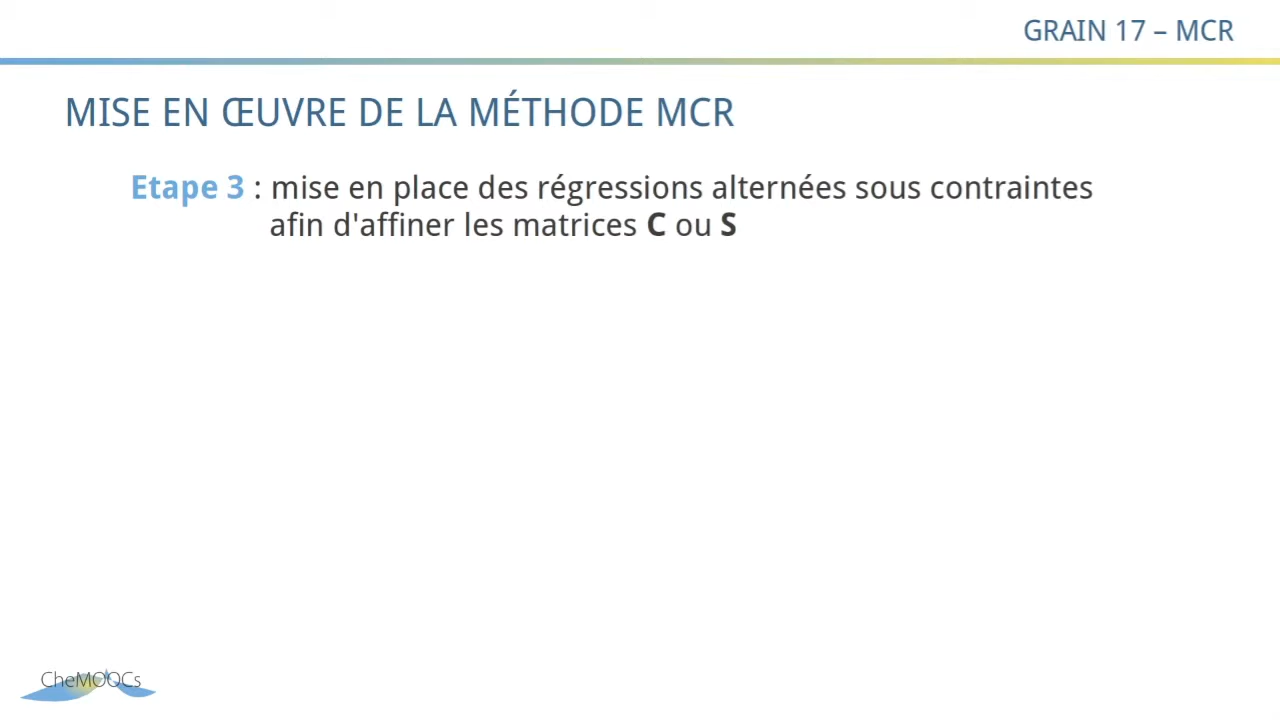 GRAIN 17 – MCR
MISE EN ŒUVRE DE LA MÉTHODE MCR
Etape 3 : mise en place des régressions alternées sous contraintes
afin d'affiner les matrices C ou S
CheMOOCs